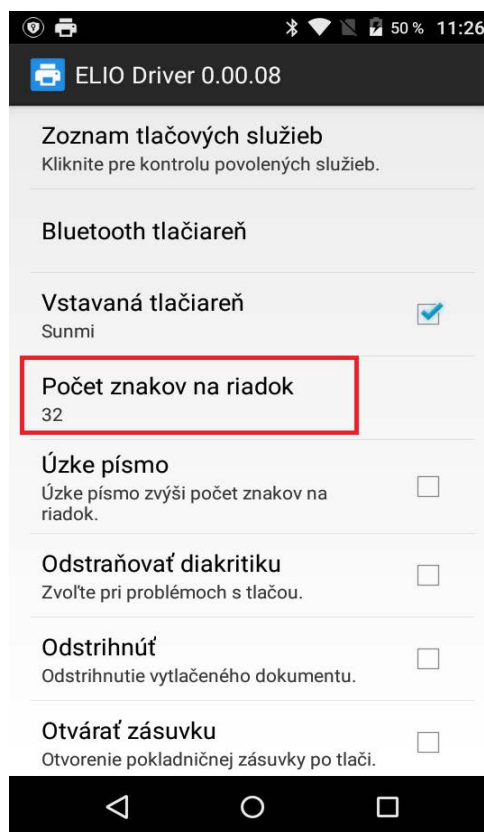 50 % 11:26
ELIO Driver 0.00.08
Zoznam tlačových služieb
Kliknite pre kontrolu povolených služieb.
Bluetooth tlačiareň
Vstavaná tlačiareň
Sunmi
Počet znakov na riadok
32
Úzke písmo
Úzke písmo zvýši počet znakov na
riadok.
Odstraňovať diakritiku
Zvoľte pri problémoch s tlačou.
Odstrihnúť
Odstrihnutie vytlačeného dokumentu.
Otvárať zásuvku
Otvorenie pokladničnej zásuvky po tlači.